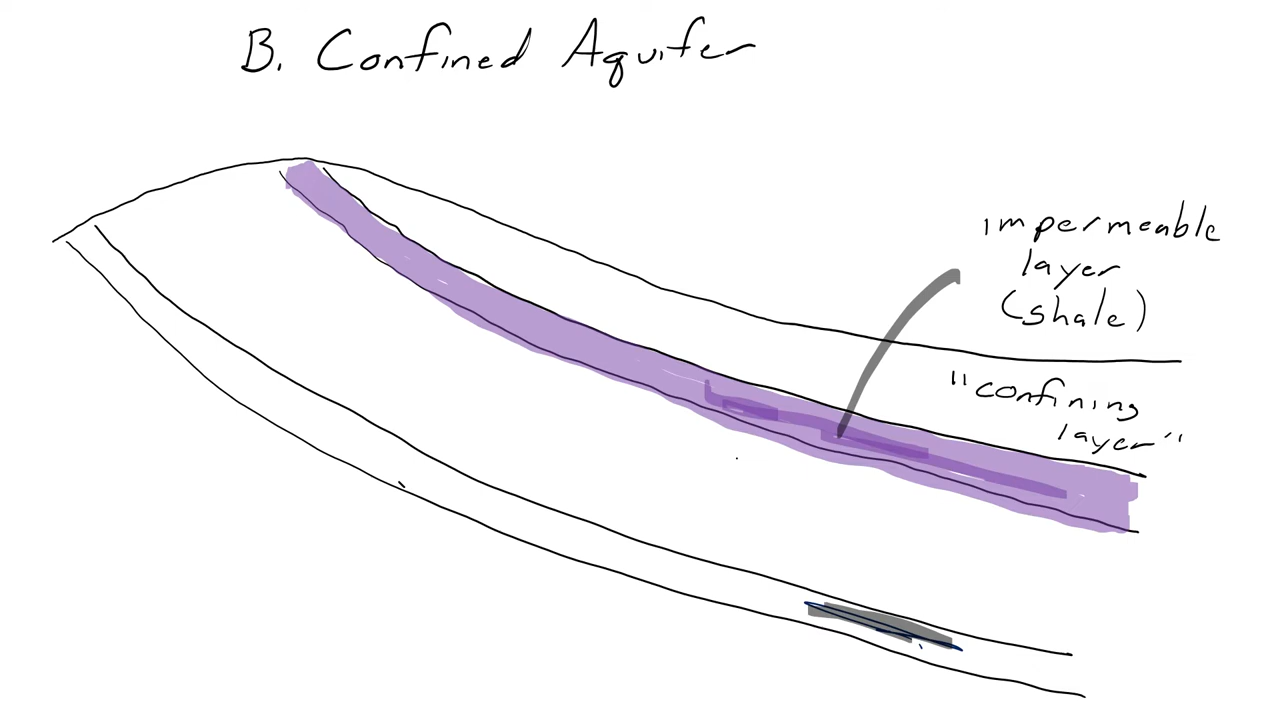 B. Confined Aquifer
impermeable
layer
(shale)
"confining
layer"